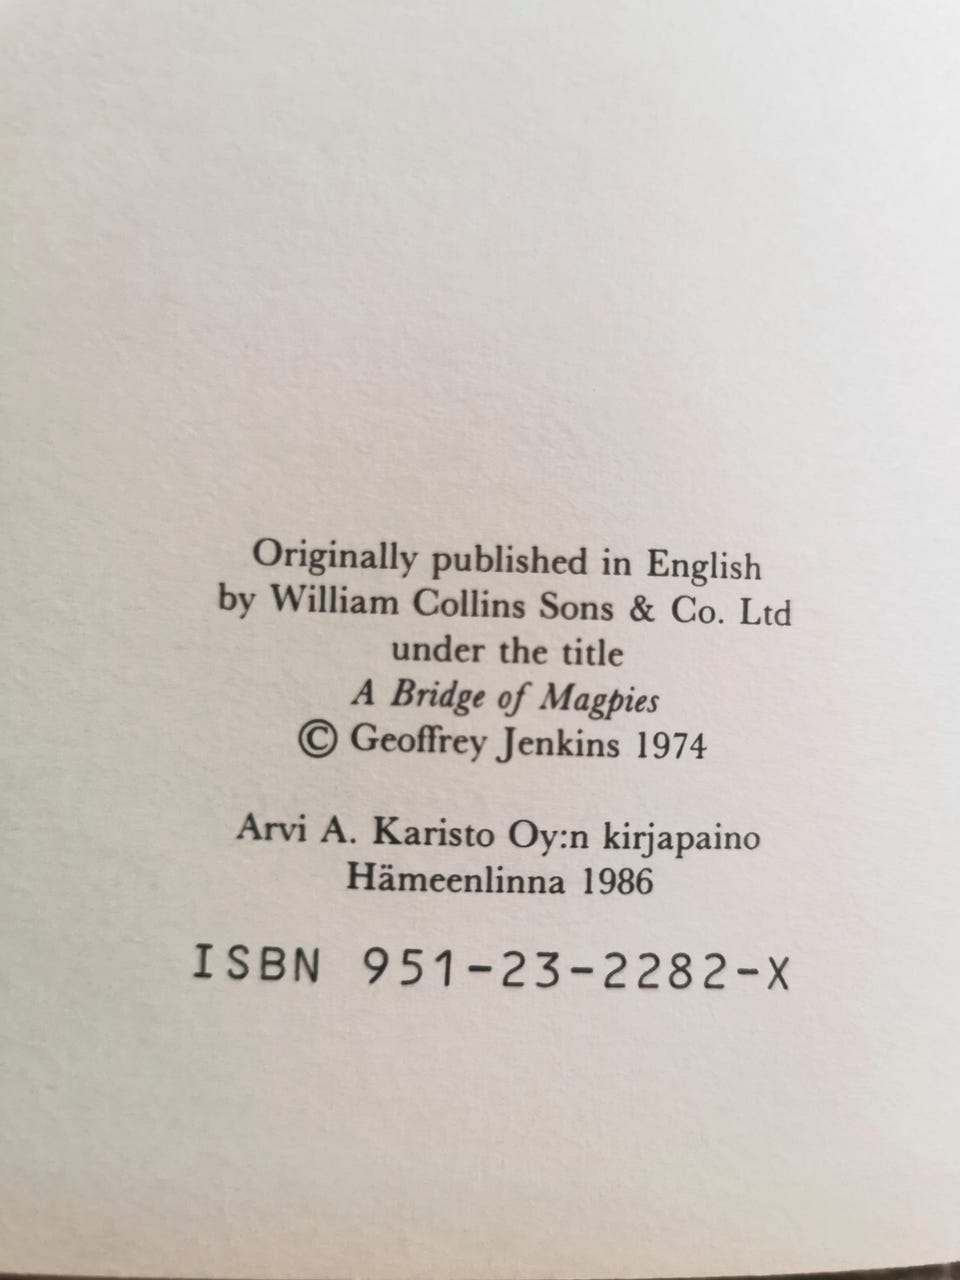 Originally published in English
by William Collins Sons & Co. Ltd
under the title
A Bridge of Magpies
© Geoffrey Jenkins 1974
Arvi A. Karisto Oy:n kirjapaino
Hämeenlinna 1986
ISBN 951-23-2282-X